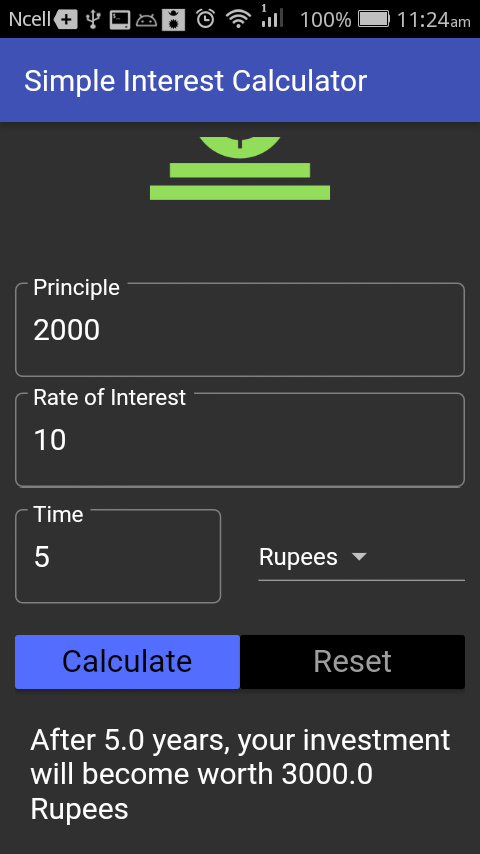 Ncell 1 100% 11:24am
Simple Interest Calculator
Principle
2000
Rate of Interest
10
Time
5
Rupees
Calculate Reset
After 5.0 years, your investment
will become worth 3000.0
Rupees